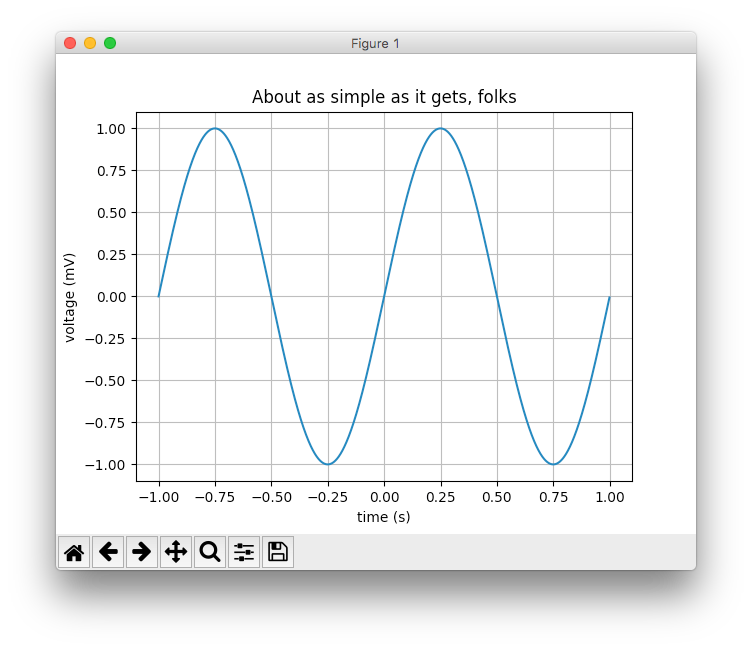 Figure 1
About as simple as it gets, folks
voltage (mV)
1.00
0.75
0.50
0.25
0.00
−0.25
−0.50
−0.75
−1.00
−1.00 −0.75 −0.50 −0.25 0.00 0.25 0.50 0.75 1.00
time (s)